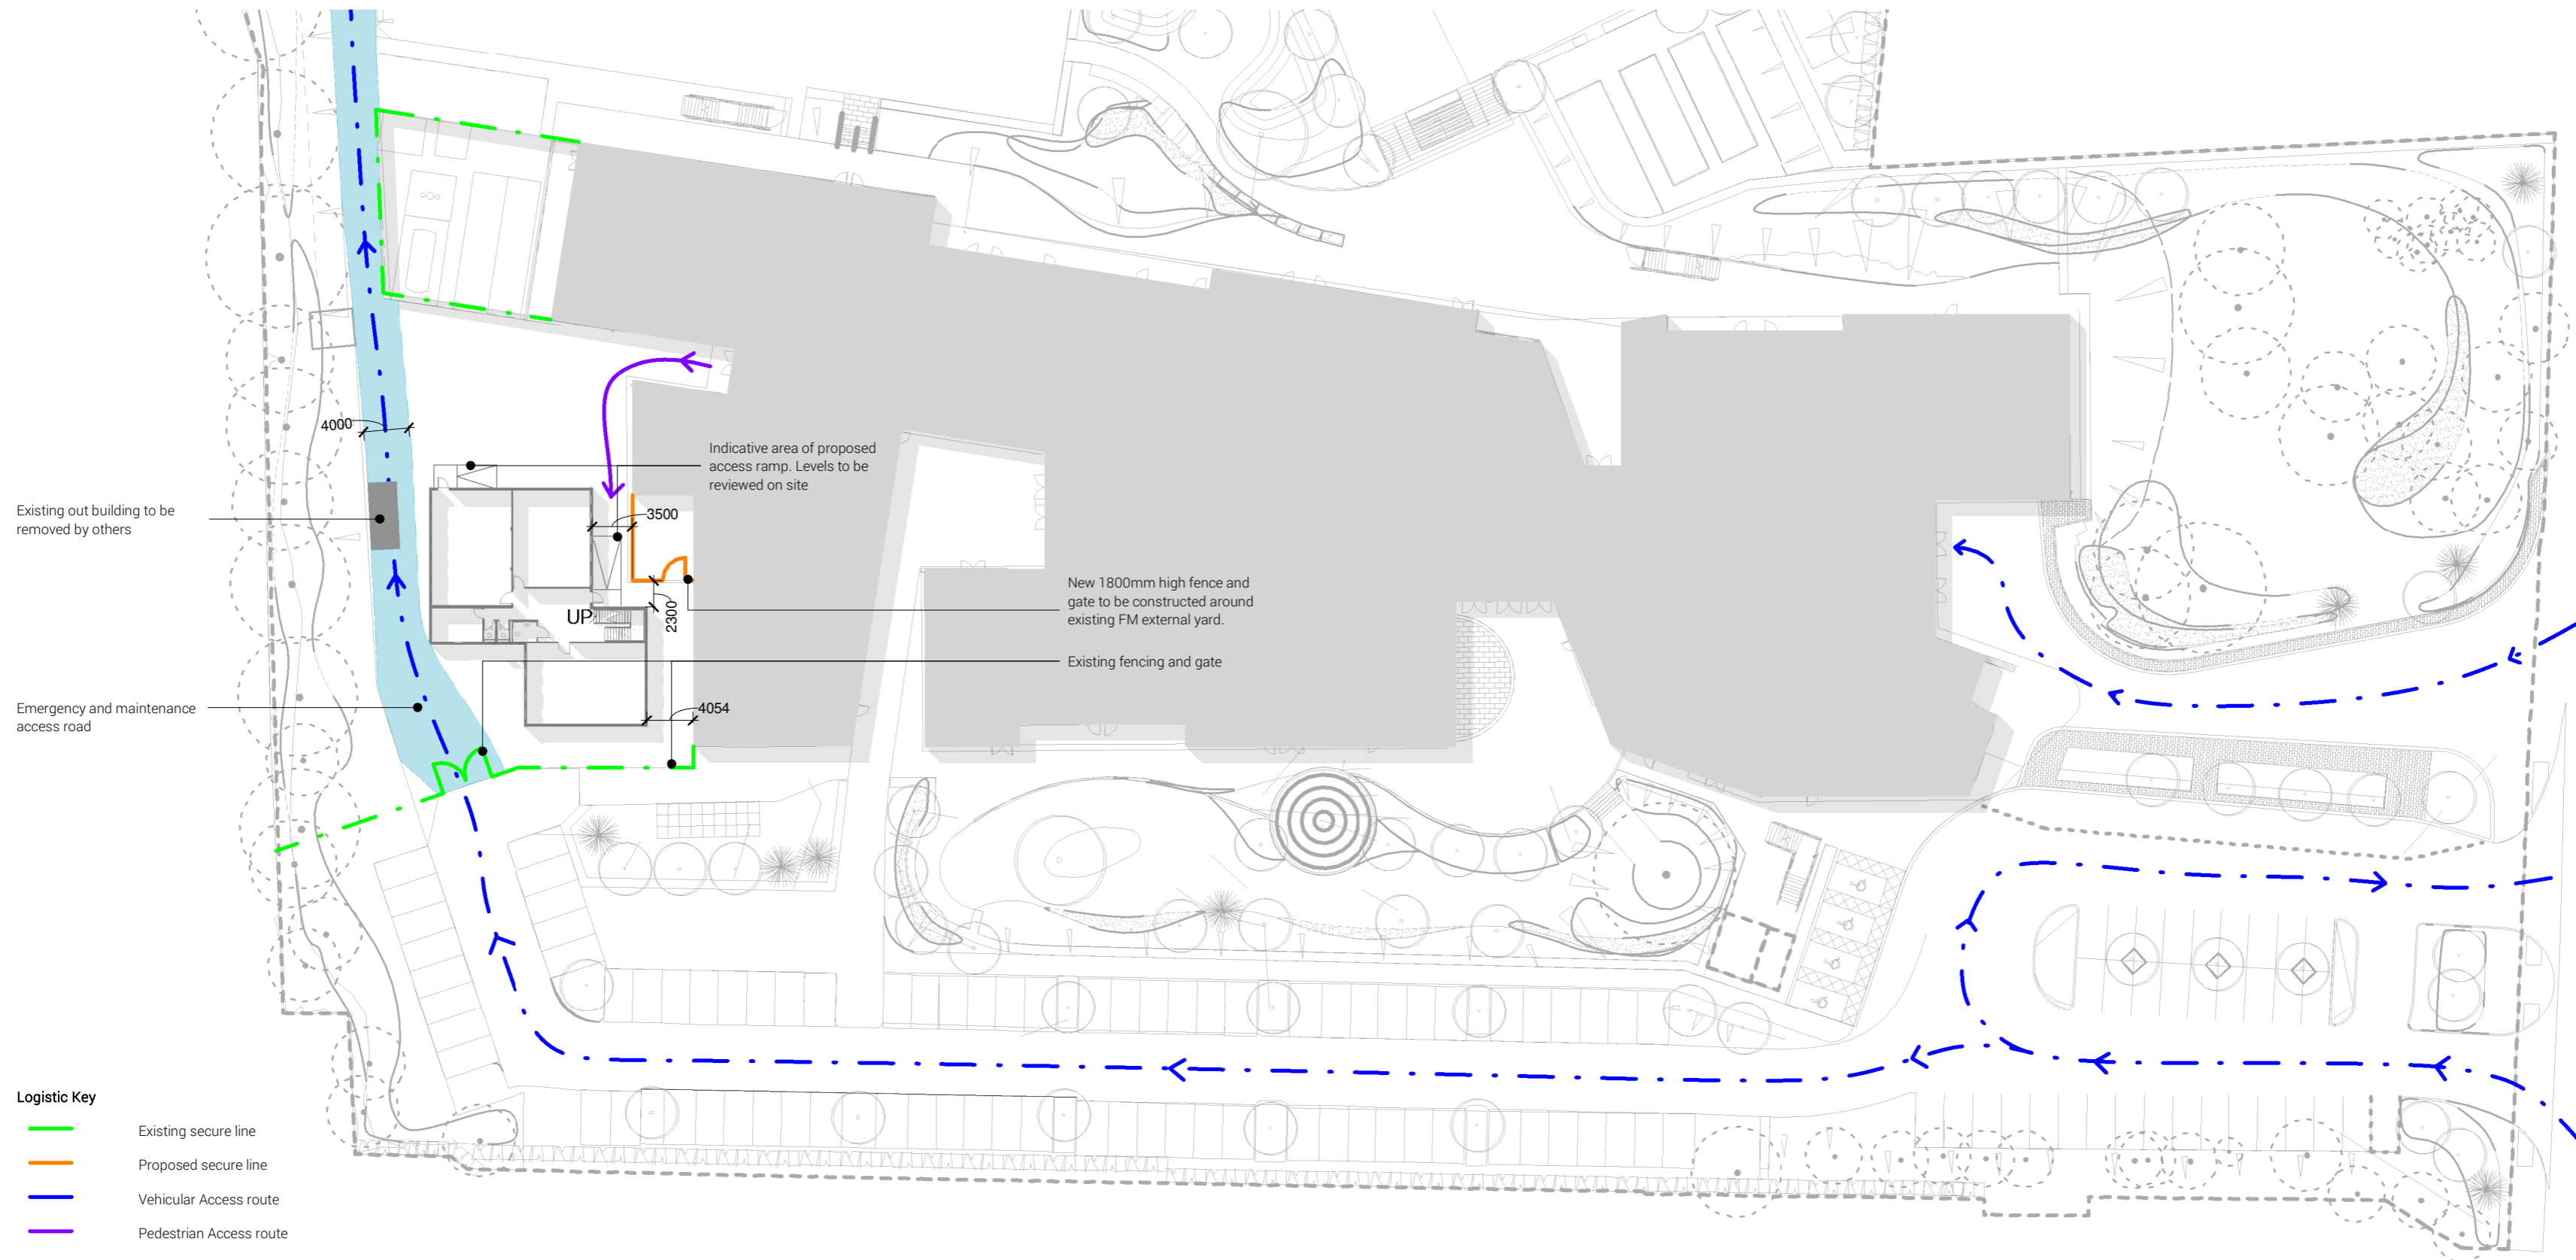 4000
Indicative area of proposed
access ramp. Levels to be
reviewed on site
Existing out building to be
removed by others
3500
New 1800mm high fence and
gate to be constructed around
existing FM external yard.
UP
2300
Existing fencing and gate
Emergency and maintenance
access road
4054
Logistic Key
Existing secure line
Proposed secure line
Vehicular Access route
Pedestrian Access route